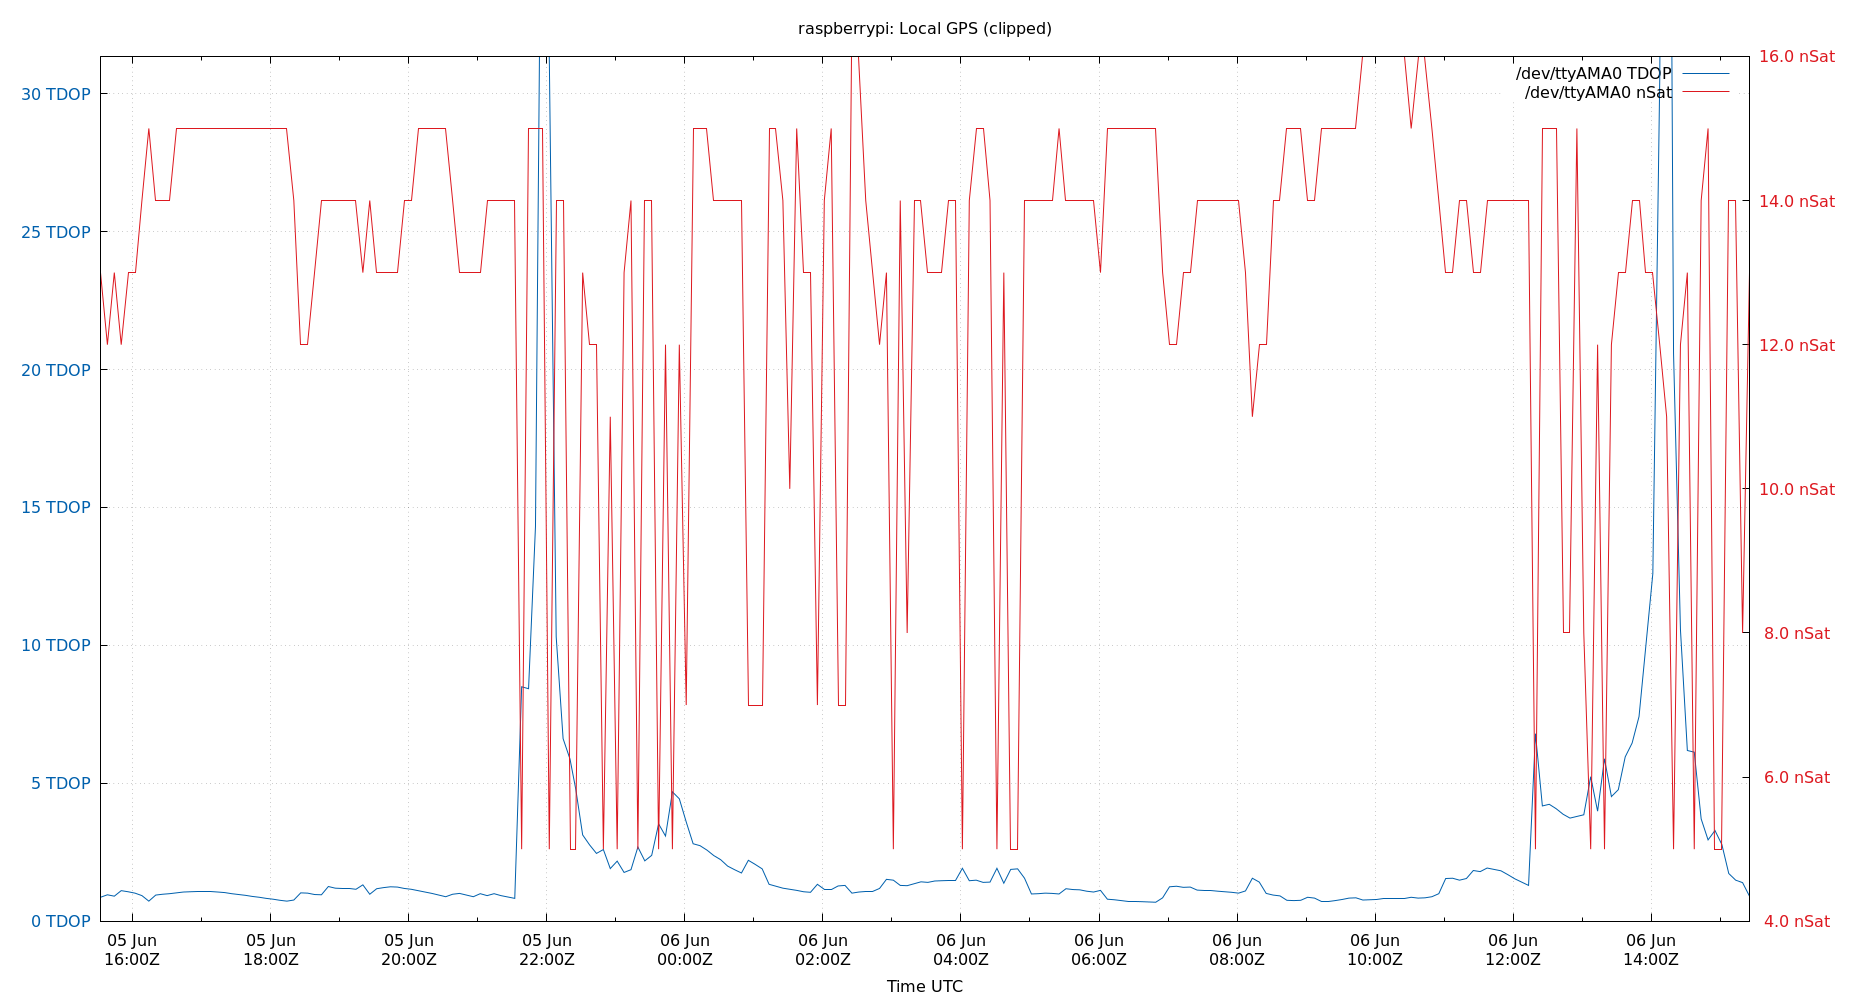 raspberrypi: Local GPS (clipped)
/dev/ttyAMA0 TDOP
/dev/ttyAMA0 nSat
30 TDOP
25 TDOP
20 TDOP
15 TDOP
10 TDOP
5 TDOP
0 TDOP
16.0 nSat
14.0 nSat
12.0 nSat
10.0 nSat
8.0 nSat
6.0 nSat
4.0 nSat
05 Jun
16:00Z
05 Jun
18:00Z
05 Jun
20:00Z
05 Jun
22:00Z
06 Jun
00:00Z
06 Jun
02:00Z
06 Jun
04:00Z
06 Jun
06:00Z
06 Jun
08:00Z
06 Jun
10:00Z
06 Jun
12:00Z
06 Jun
14:00Z
Time UTC